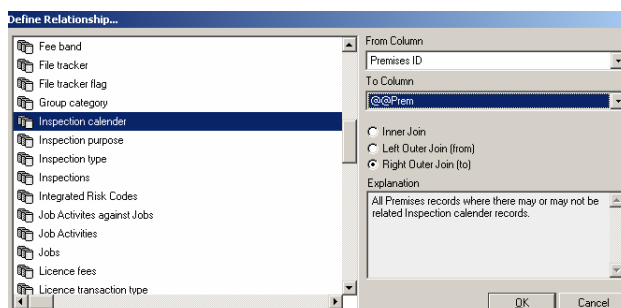 Define Relationship...
Fee band
File tracker
File tracker flag
Group category
Inspection calender
Inspection purpose
Inspection type
Inspections
Integrated Risk Codes
Job Activites against Jobs
Job Activities
Jobs
Licence fees
Licence transaction type
From Column
Premises ID
To Column
@@Prem
Inner Join
Left Outer Join (from)
Right Outer Join (to)
Explanation
All Premises records where there may or may not be
related Inspection calender records.
OK
Cancel